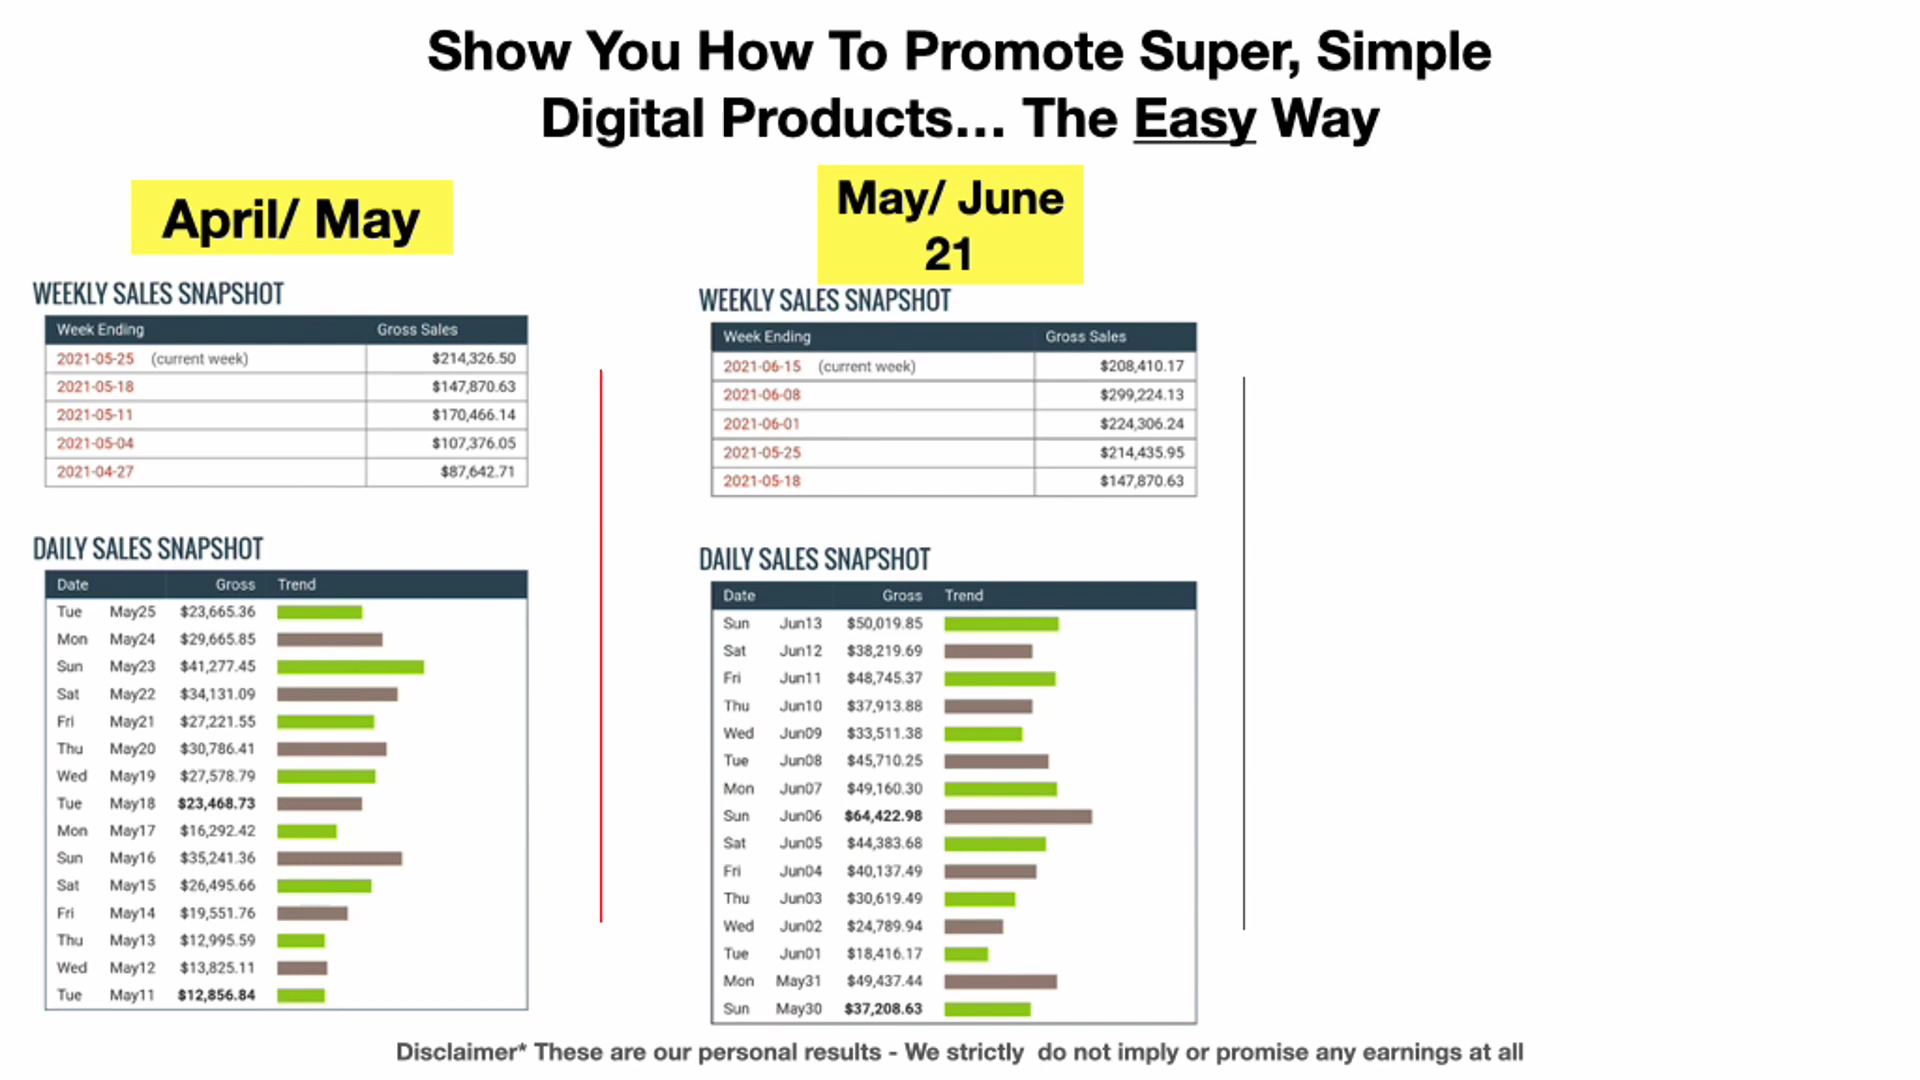 Show You How To Promote Super, Simple
Digital Products... The Easy Way
April/ May
WEEKLY SALES SNAPSHOT
Week Ending Gross Sales
2021-05-25 (current week) $214,326.50
2021-05-18 $147,870.63
2021-05-11 $170,466.14
2021-05-04 $107,376.05
2021-04-27 $87,642.71
DAILY SALES SNAPSHOT
Date Gross Trend
Tue May25 $23,665.36
Mon May24 $29,665.85
Sun May23 $41,277.45
Sat May22 $34,131.09
Fri May21 $27,221.55
Thu May20 $30,786.41
Wed May19 $27,578.79
Tue May18 $23,468.73
Mon May17 $16,292.42
Sun May16 $35,241.36
Sat May15 $26,495.66
Fri May14 $19,551.76
Thu May13 $12,995.59
Wed May12 $13,825.11
Tue May11 $12,856.84
May/ June
21
WEEKLY SALES SNAPSHOT
Week Ending Gross Sales
2021-06-15 (current week) $208,410.17
2021-06-08 $299,224.13
2021-06-01 $224,306.24
2021-05-25 $214,435.95
2021-05-18 $147,870.63
DAILY SALES SNAPSHOT
Date Gross Trend
Sun Jun13 $50,019.85
Sat Jun12 $38,219.69
Fri Jun11 $48,745.37
Thu Jun10 $37,913.88
Wed Jun09 $33,511.38
Tue Jun08 $45,710.25
Mon Jun07 $49,160.30
Sun Jun06 $64,422.98
Sat Jun05 $44,383.68
Fri Jun04 $40,137.49
Thu Jun03 $30,619.49
Wed Jun02 $24,789.94
Tue Jun01 $18,416.17
Mon May31 $49,437.44
Sun May30 $37,208.63
Disclaimer* These are our personal results - We strictly do not imply or promise any earnings at all